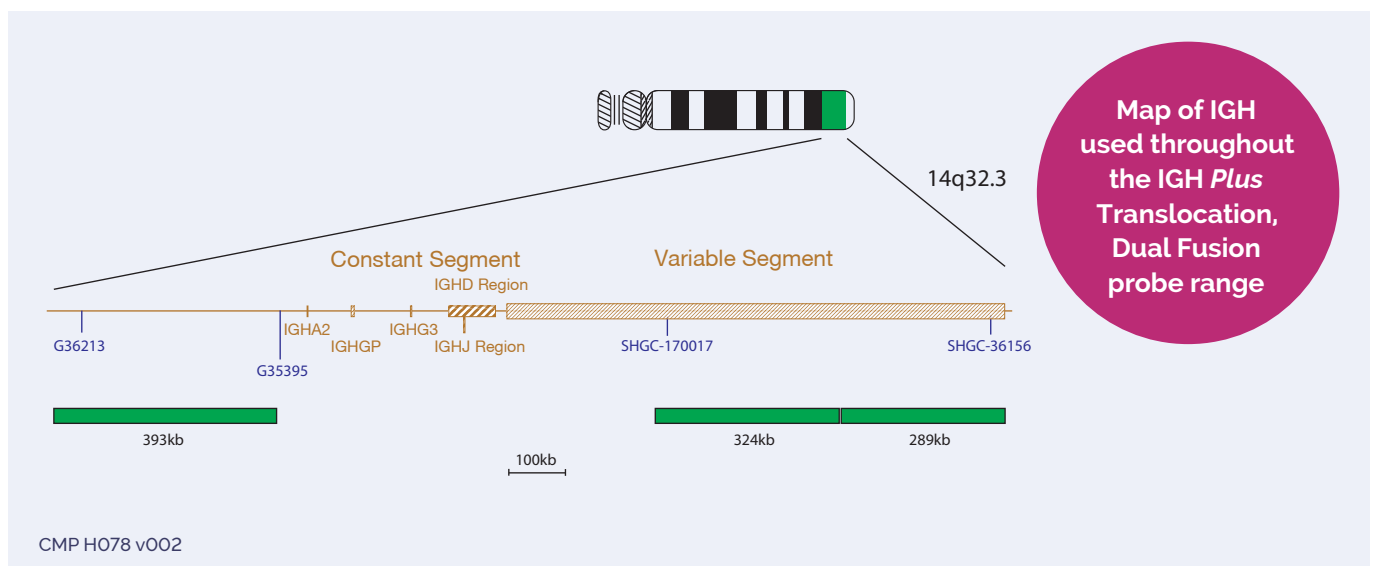 Map of IGH
used throughout
the IGH Plus
Translocation,
Dual Fusion
probe range
14q32.3
Constant Segment
Variable Segment
IGHD Region
IGHA2
IGHG3
IGHGP
IGHJ Region
G36213
G35395
SHGC-170017
SHGC-36156
393kb
324kb
289kb
100kb
CMP H078 v002